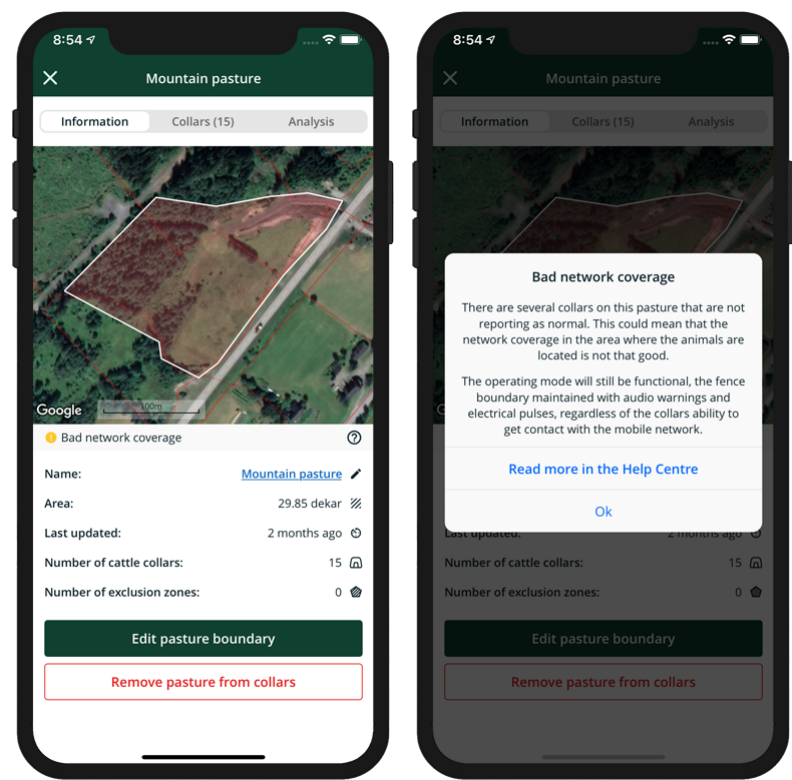 8:54
Mountain pasture
Information Collars (15) Analysis
Google 100m
Bad network coverage
Name: Mountain pasture
Area: 29.85 dekar
Last updated: 2 months ago
Number of cattle collars: 15
Number of exclusion zones: 0
Edit pasture boundary
Remove pasture from collars
8:54
Mountain pasture
Information Collars (15) Analysis
Bad network coverage
There are several collars on this pasture that are not
reporting as normal. This could mean that the
network coverage in the area where the animals are
located is not that good.
The operating mode will still be functional, the fence
boundary maintained with audio warnings and
electrical pulses, regardless of the collars ability to
get contact with the mobile network.
Read more in the Help Centre
Ok
Last updated: 2 months ago
Number of cattle collars: 15
Number of exclusion zones: 0
Edit pasture boundary
Remove pasture from collars